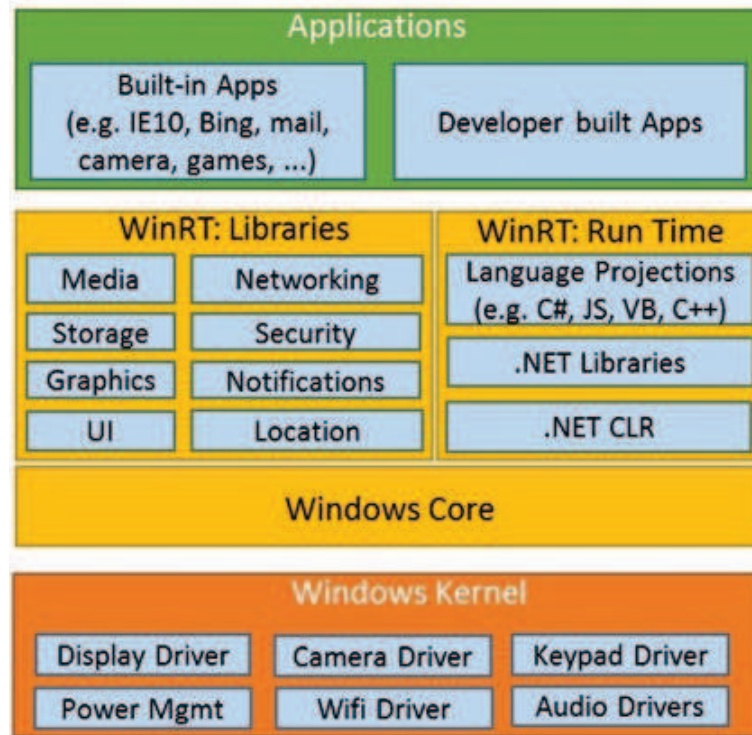 Applications
Built-in Apps
(e.g. IE10, Bing, mail,
camera, games, ...)
Developer built Apps
WinRT: Libraries
Media
Networking
Storage
Security
Graphics
Notifications
UI
Location
WinRT: Run Time
Language Projections
(e.g. C#, JS, VB, C++)
.NET Libraries
.NET CLR
Windows Core
Windows Kernel
Display Driver
Camera Driver
Keypad Driver
Power Mgmt
Wifi Driver
Audio Drivers